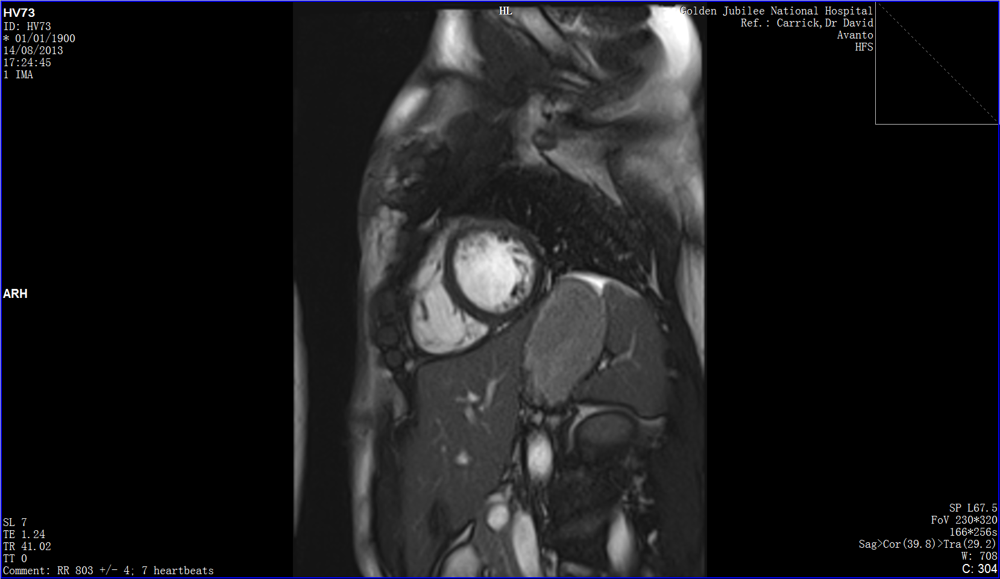 HV73
ID: HV73
* 01/01/1900
14/08/2013
17:24:45
1 IMA
HL
Golden Jubilee National Hospital
Ref.: Carrick,Dr David
Avanto
HFS
ARH
SL 7
TE 1.24
TR 41.02
TT 0
Comment: RR 803 +/- 4; 7 heartbeats
SP L67.5
FoV 230*320
166*256s
Sag>Cor(39.8)>Tra(29.2)
W: 708
C: 304